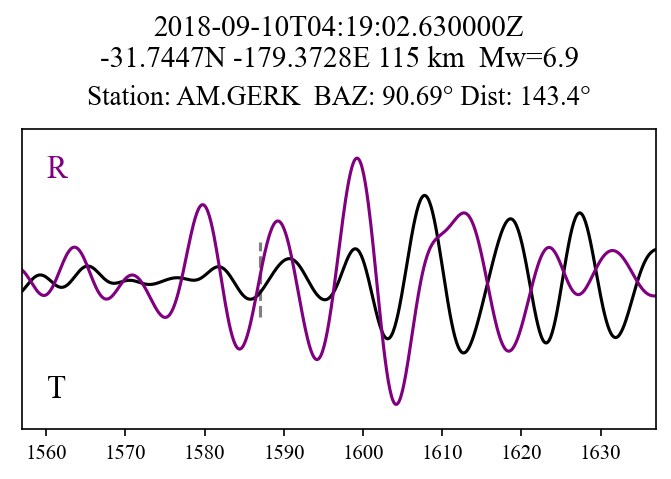 2018-09-10T04:19:02.630000Z
-31.7447N -179.3728E 115 km  Mw=6.9
Station: AM.GERK  BAZ: 90.69° Dist: 143.4°
R
T
1560 1570 1580 1590 1600 1610 1620 1630